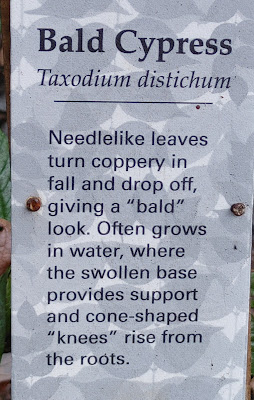 Bald Cypress
Taxodium distichum
Needlelike leaves
turn coppery in
fall and drop off,
giving a “bald”
look. Often grows
in water, where
the swollen base
provides support
and cone-shaped
“knees” rise from
the roots.